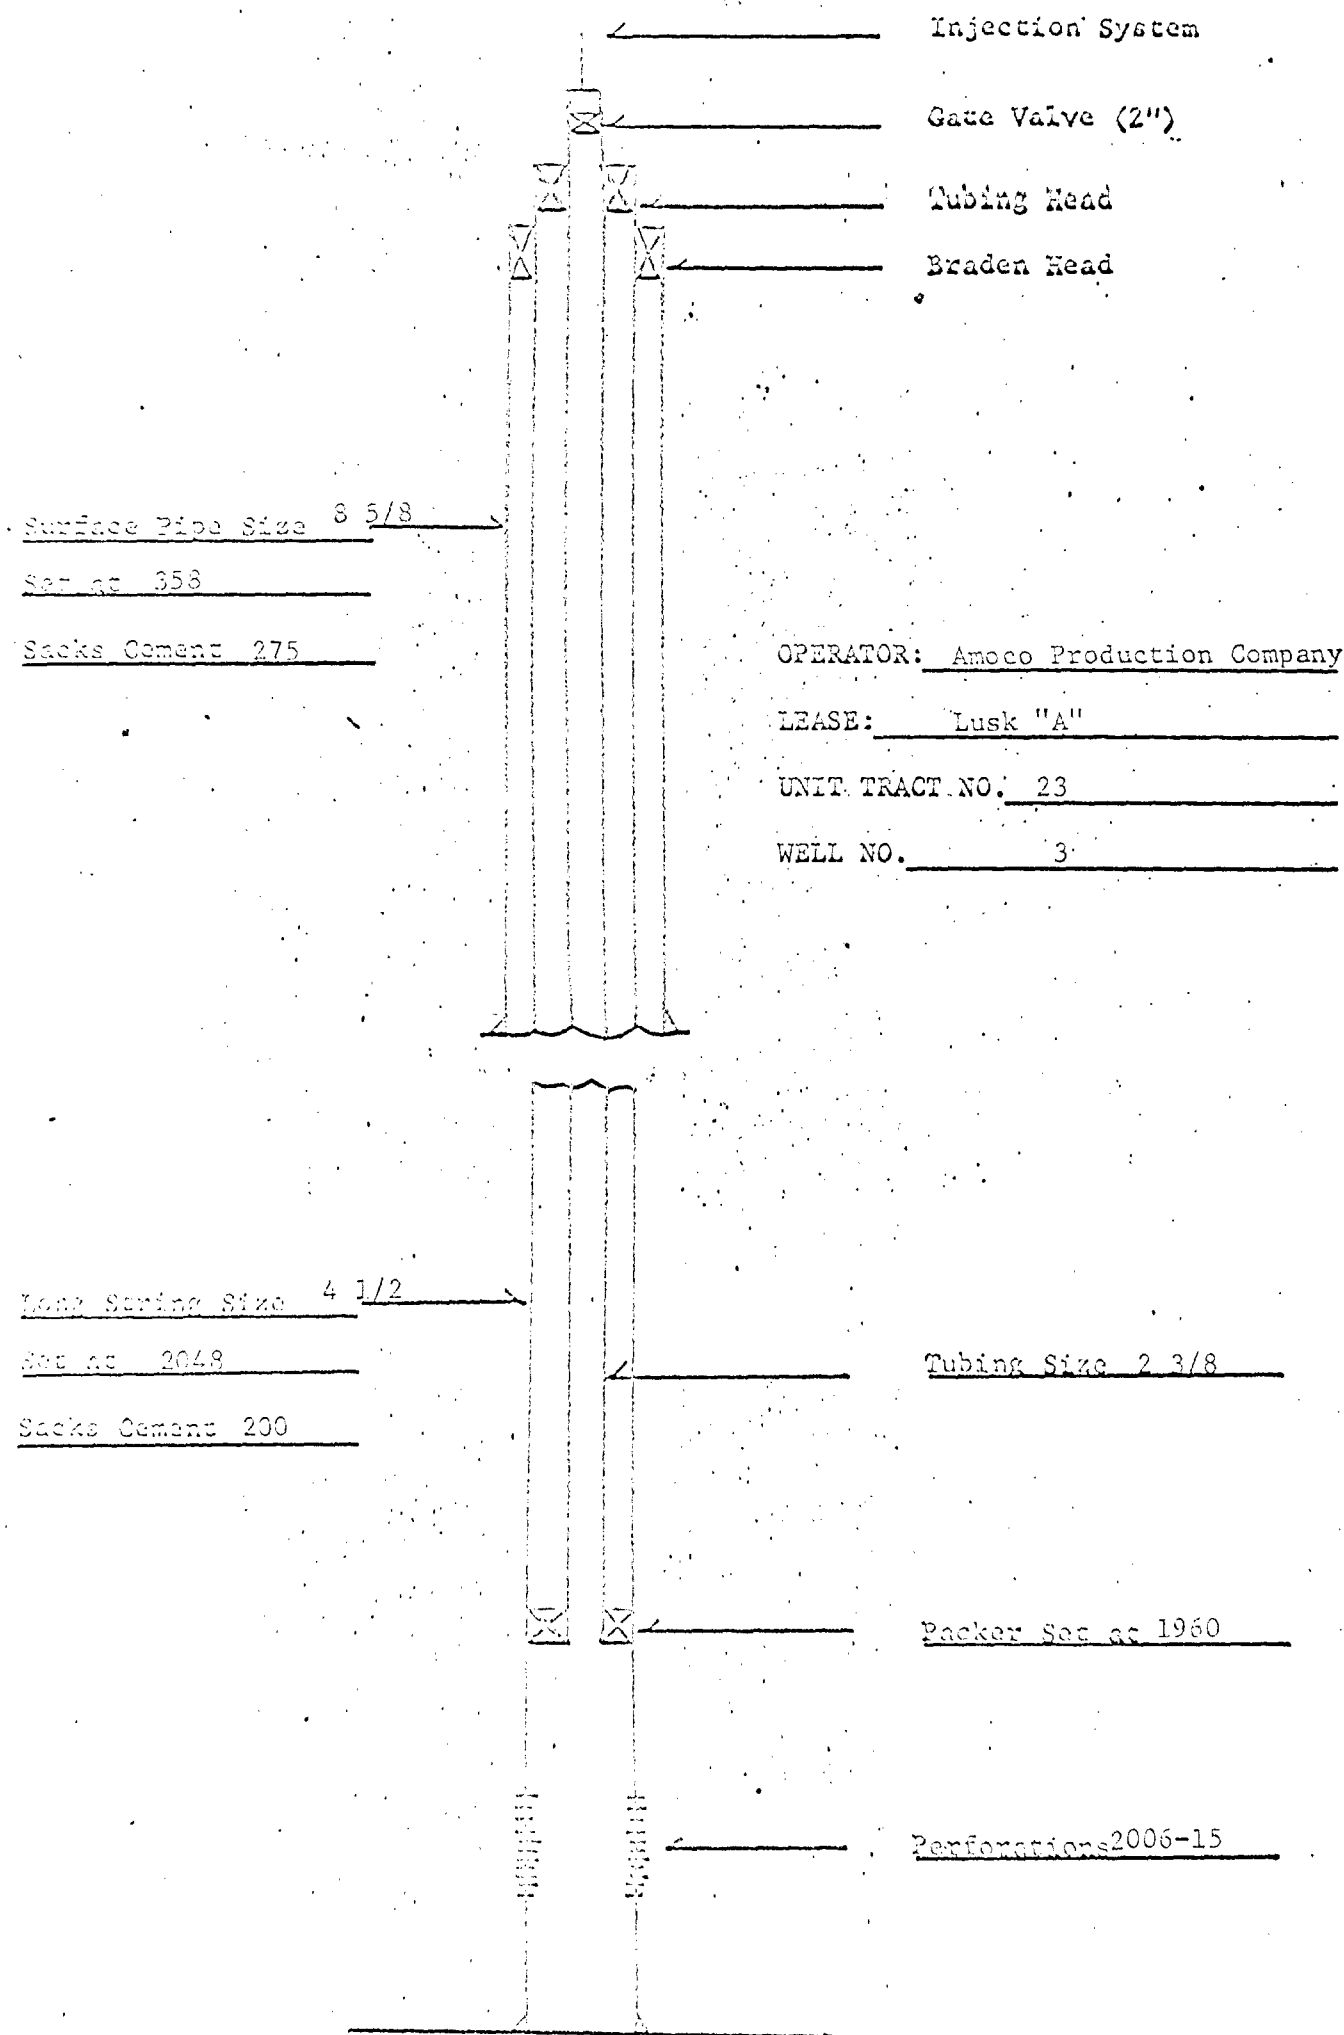 Injection System
Gate Valve (2")
Tubing Head
Braden Head
Surface Pipe Size 8 5/8
Set at 358
Sacks Cement 275
OPERATOR: Amoco Production Company
LEASE: Lusk "A"
UNIT TRACT NO. 23
WELL NO. 3
Long String Size 4 1/2
Set at 2048
Tubing Size 2 3/8
Sacks Cement 200
Packer Set at 1960
Perforations 2006-15